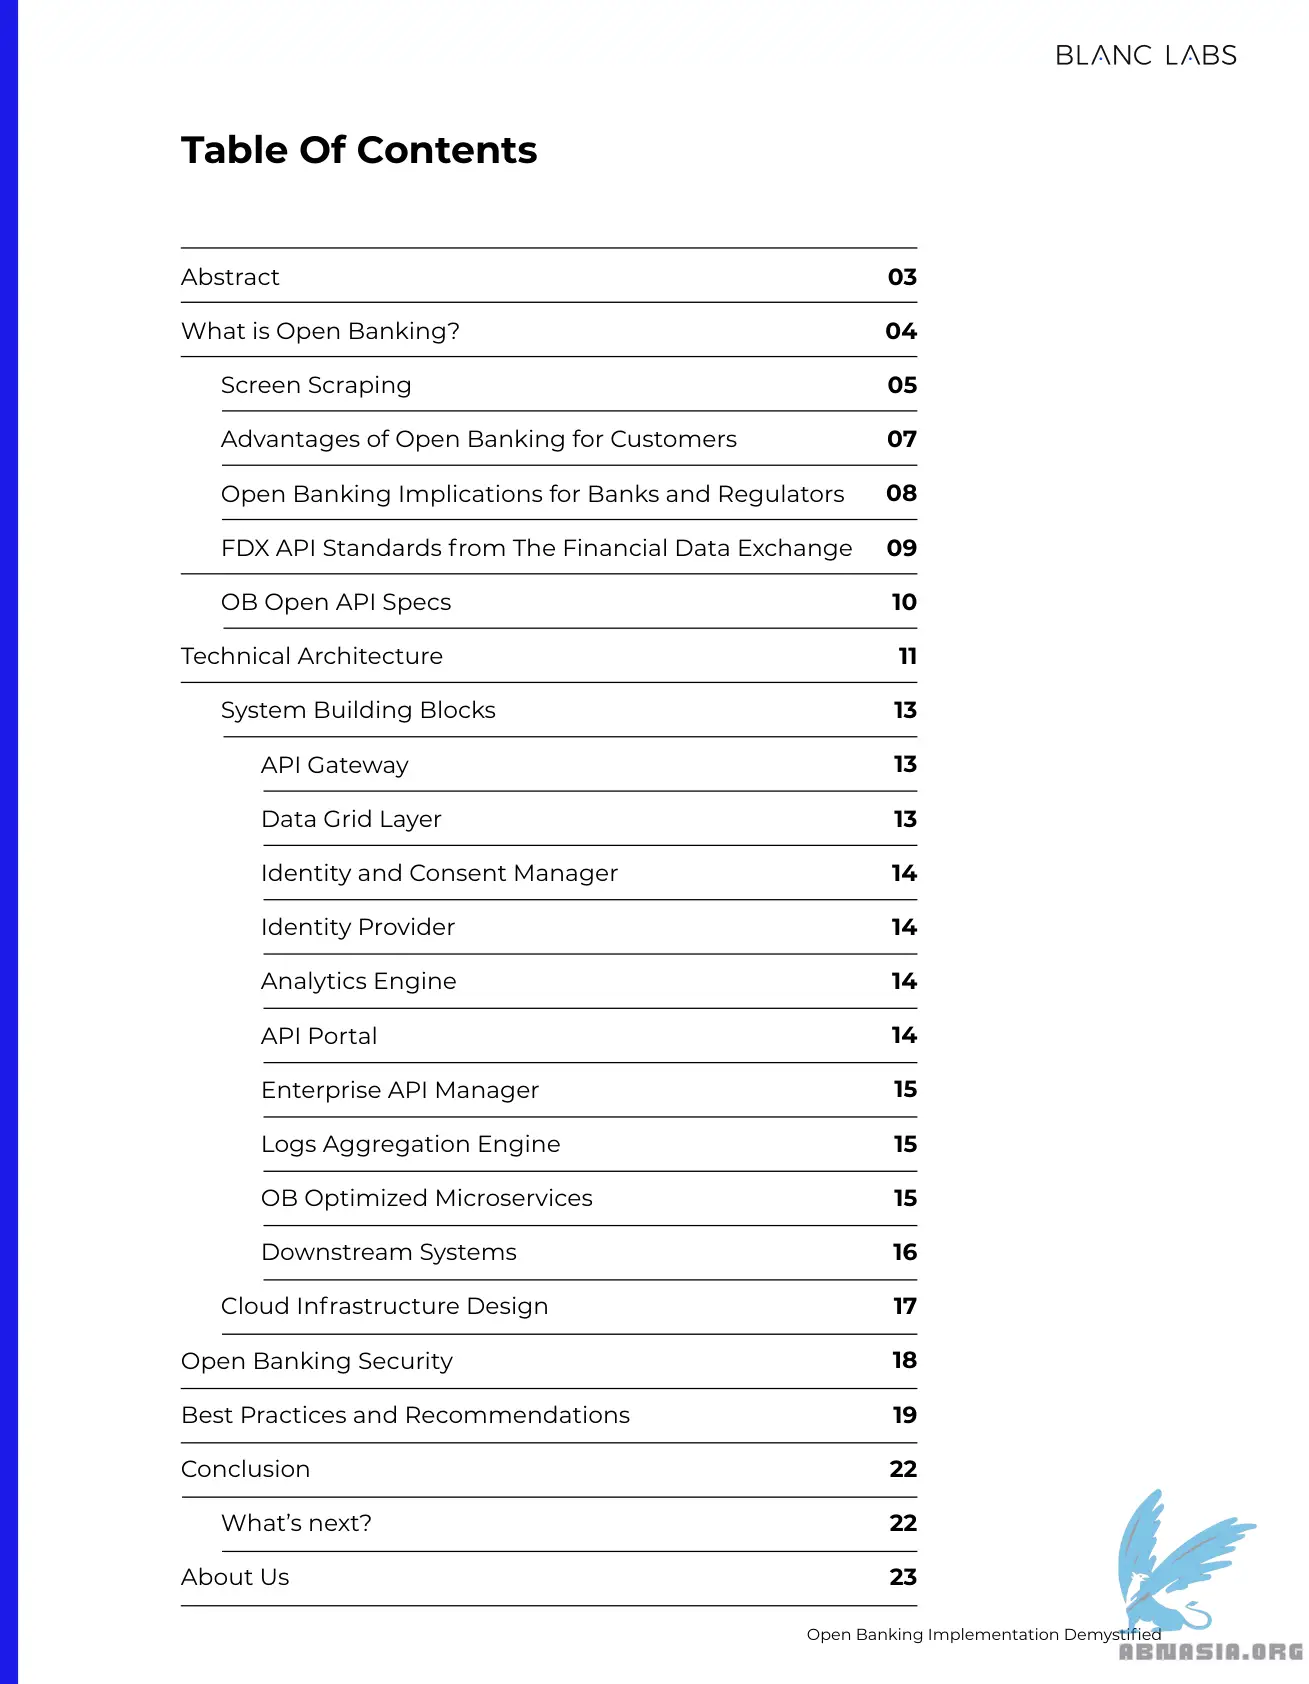 BLANC LABS
Table Of Contents
Abstract 03
What is Open Banking? 04
Screen Scraping 05
Advantages of Open Banking for Customers 07
Open Banking Implications for Banks and Regulators 08
FDX API Standards from The Financial Data Exchange 09
OB Open API Specs 10
Technical Architecture 11
System Building Blocks 13
API Gateway 13
Data Grid Layer 13
Identity and Consent Manager 14
Identity Provider 14
Analytics Engine 14
API Portal 14
Enterprise API Manager 15
Logs Aggregation Engine 15
OB Optimized Microservices 15
Downstream Systems 16
Cloud Infrastructure Design 17
Open Banking Security 18
Best Practices and Recommendations 19
Conclusion 22
What’s next? 22
About Us 23
Open Banking Implementation Demystified
ABNASIA.ORG